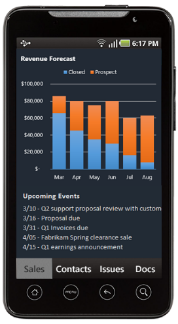 6:17 PM
Revenue Forecast
Closed Prospect
$100,000
$80,000
$60,000
$40,000
$20,000
$-
Mar Apr May Jun Jul Aug
Upcoming Events
3/10 - Q2 support proposal review with custom
3/16 - Proposal due
3/31 - Q1 Invoices due
4/05 - Fabrikam Spring clearance sale
4/15 - Q1 earnings announcement
Sales Contacts Issues Docs